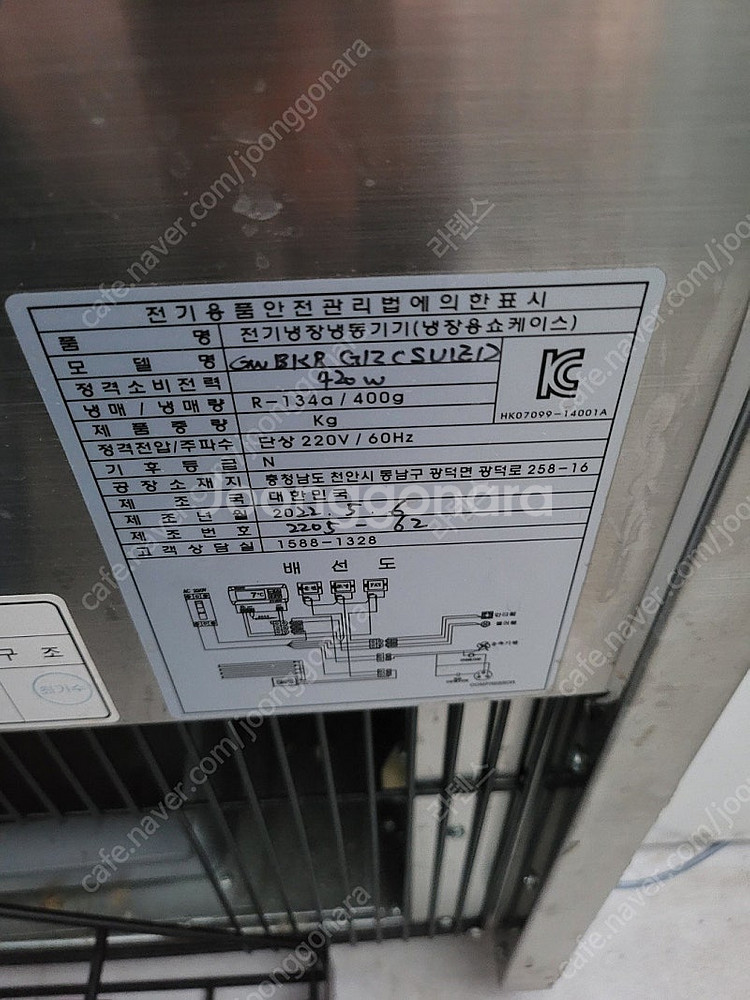 전기용품안전관리법에의한표시
품 명 전기냉장냉동기기(냉장용쇼케이스)
모 델 명
정격소비전력 420W
냉매 / 냉매량 R-134a / 400g
HK07099-14001A
제 품 중 량 Kg
정격전압/주파수 단상 220V / 60Hz
기 후 등 급 N
공 장 소 재 지 충청남도 천안시 동남구 광덕면 광덕로 258-16
제 조 국 대한민국
제 조 년 월 2022. 5.
제 조 번 호 2205 62
고 객 상 담 실 1588-1328
배 선 도
AC 220V
7℃
구 조
Joonggonara
cafe.naver.com/joonggonara
라텐스